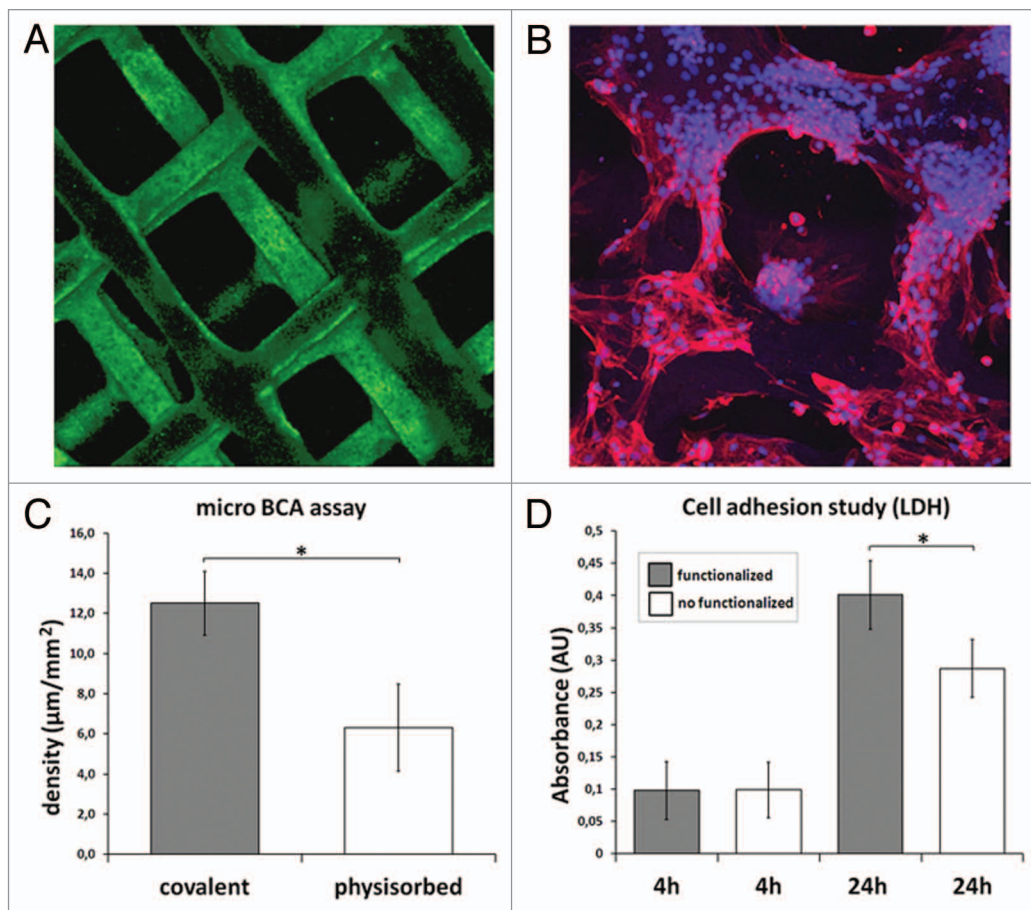 A
B
C
micro BCA assay
16,0
14,0
12,0
10,0
8,0
6,0
4,0
2,0
0,0
density (µm/mm²)
*
covalent
physisorbed
D
Cell adhesion study (LDH)
0,5
0,45
0,4
0,35
0,3
0,25
0,2
0,15
0,1
0,05
0
Absorbance (AU)
functionalized
no functionalized
*
4h
4h
24h
24h